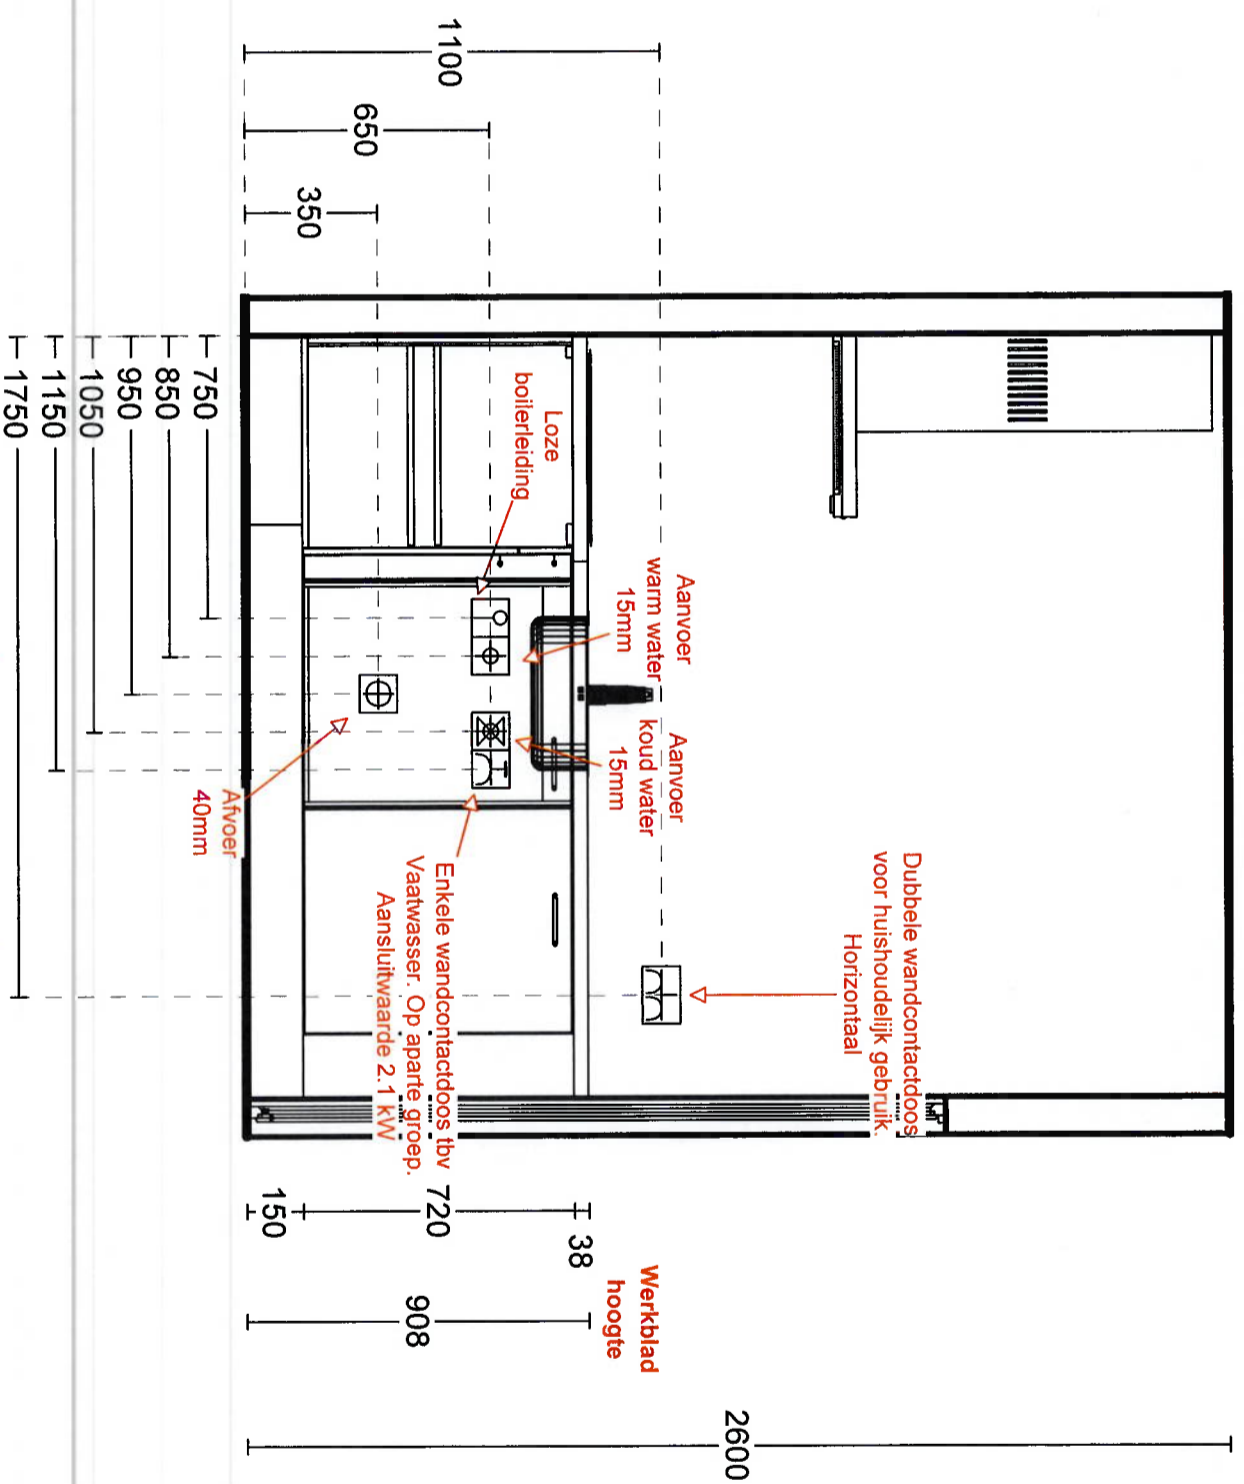 1100
650
350
Dubbele wandcontactdoos
voor huishoudelijk gebruik.
Horizontaal
Aanvoer
warm water
15mm
Aanvoer
koud water
15mm
Loze
boilerleiding
Enkele wandcontactdoos tbv
Vaatwasser. Op aparte groep.
Aansluitwaarde 2.1 kW
Afvoer
40mm
750
850
950
1050
1150
1750
Werkblad
hoogte
38
720
150
908
2600